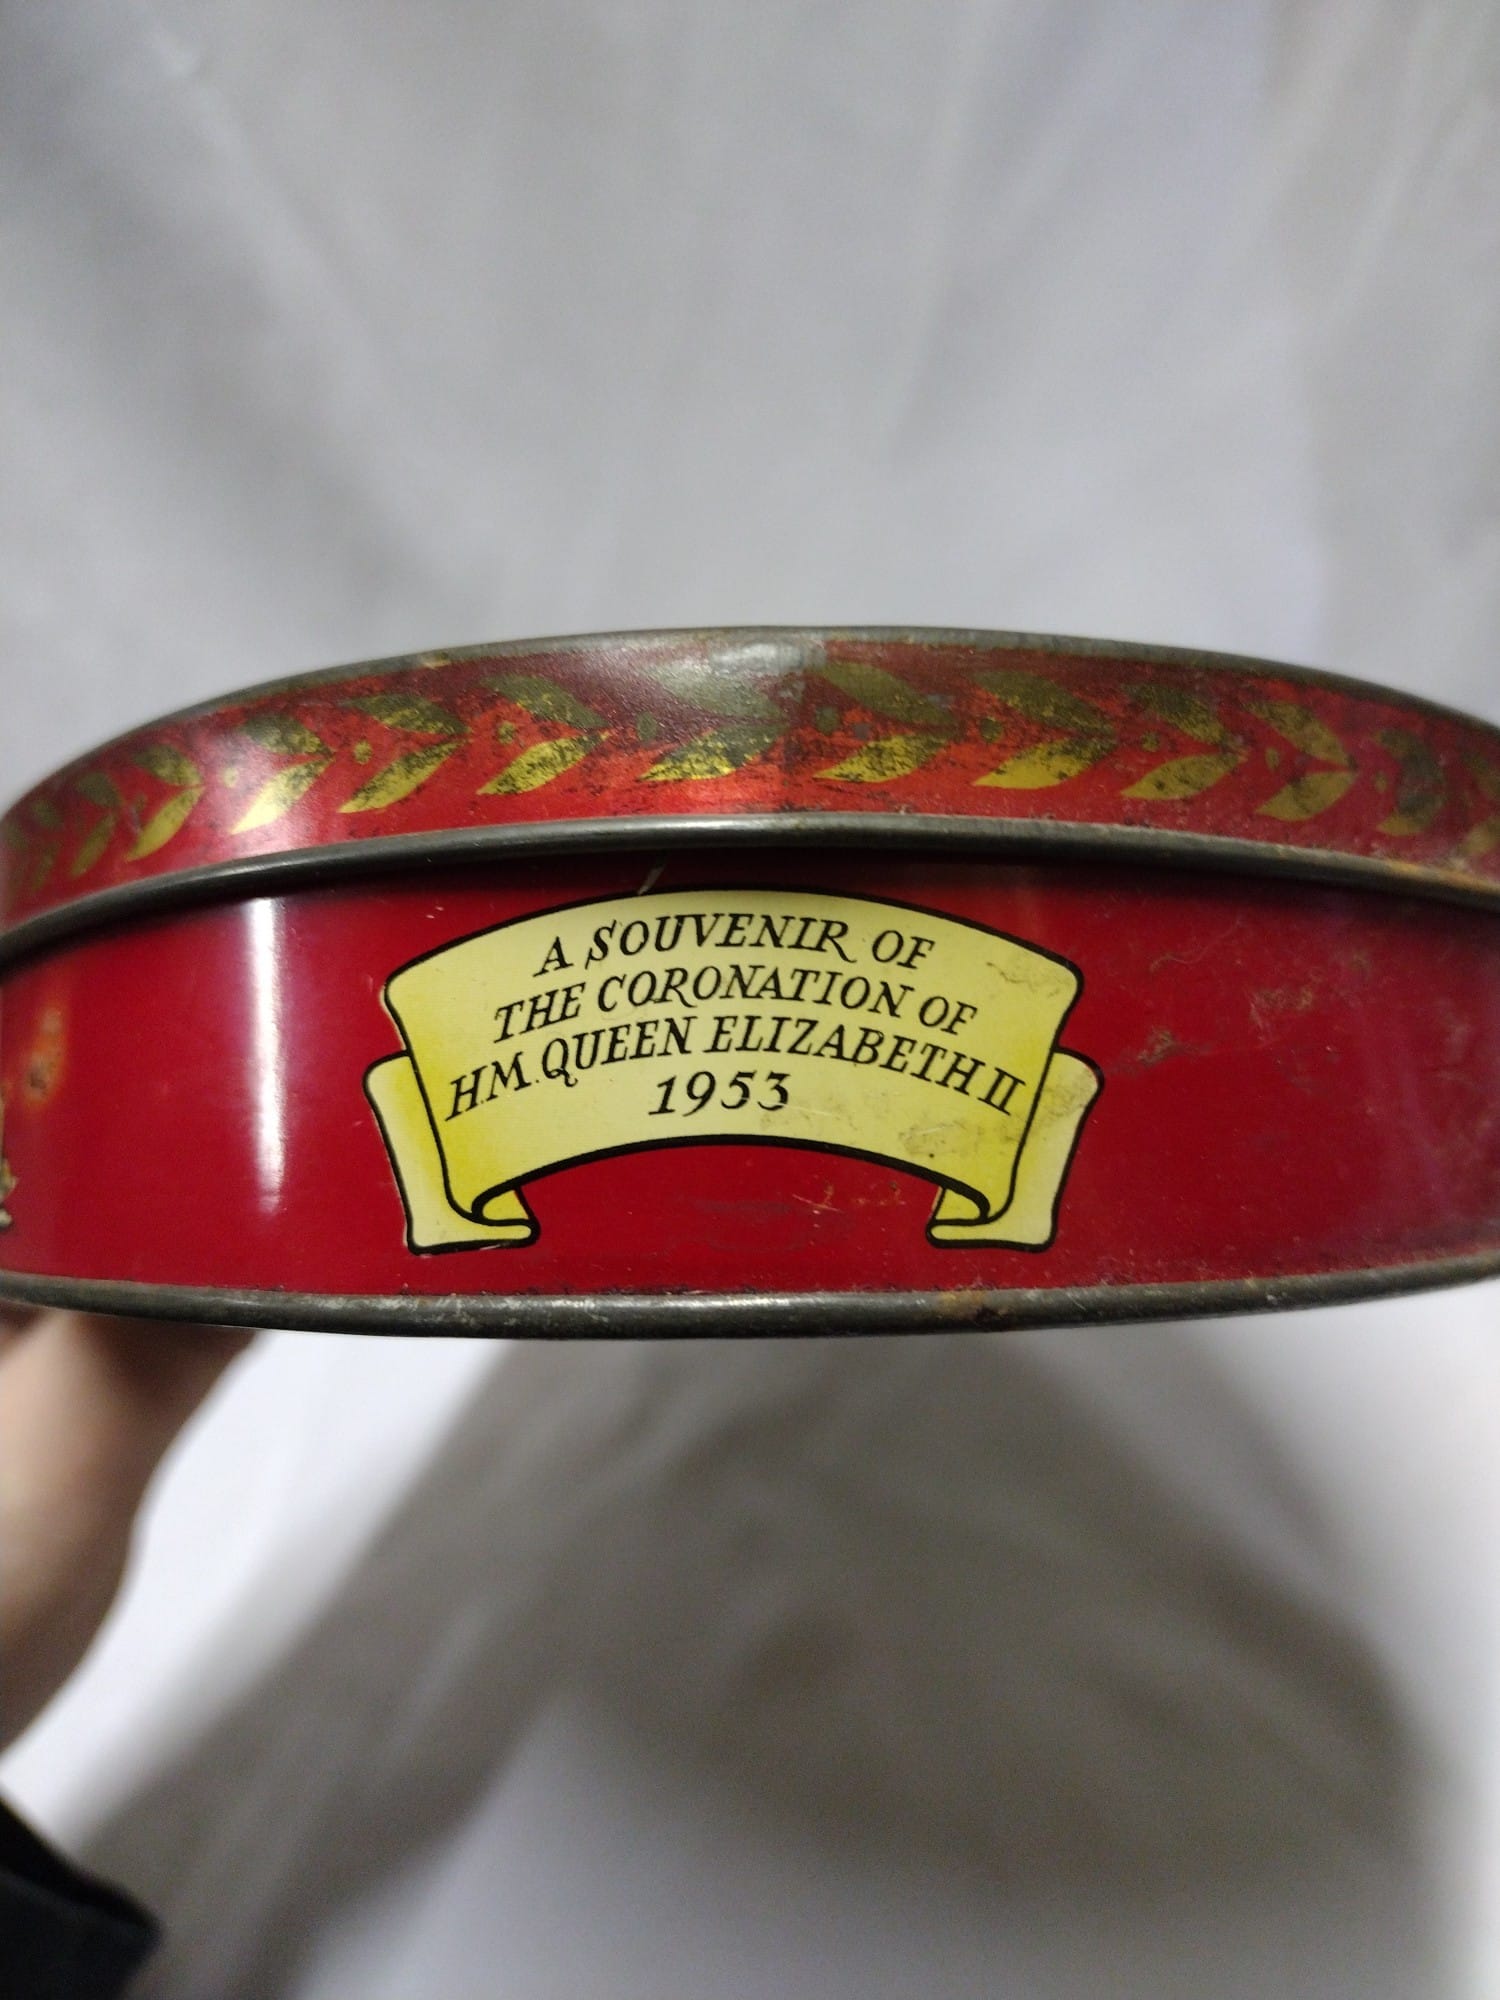 A SOUVENIR OF
THE CORONATION OF
H.M. QUEEN ELIZABETH II
1953